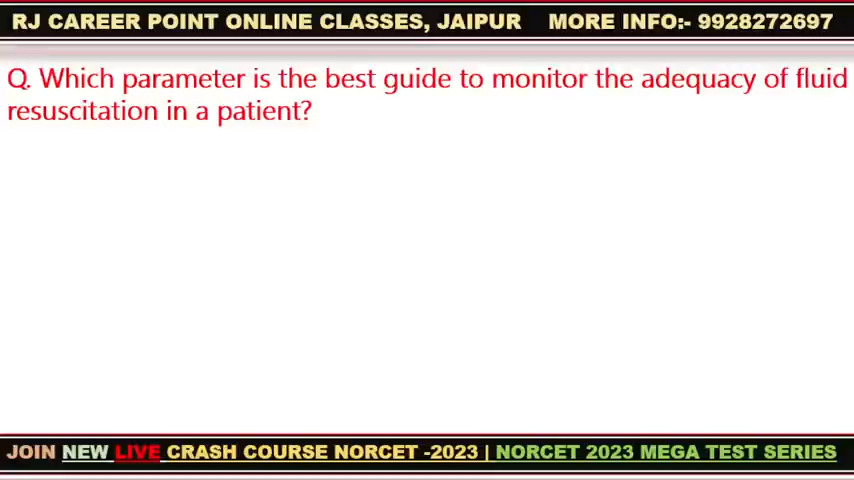 RJ CAREER POINT ONLINE CLASSES, JAIPUR MORE INFO:- 9928272697
Q. Which parameter is the best guide to monitor the adequacy of fluid
resuscitation in a patient?
JOIN NEW LIVE CRASH COURSE NORCET -2023 | NORCET 2023 MEGA TEST SERIES